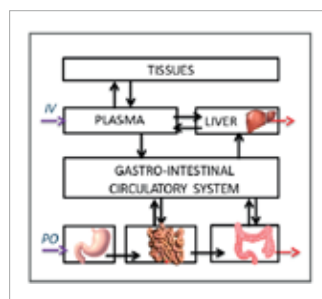 TISSUES
IV
PLASMA
LIVER
GASTRO-INTESTINAL
CIRCULATORY SYSTEM
PO